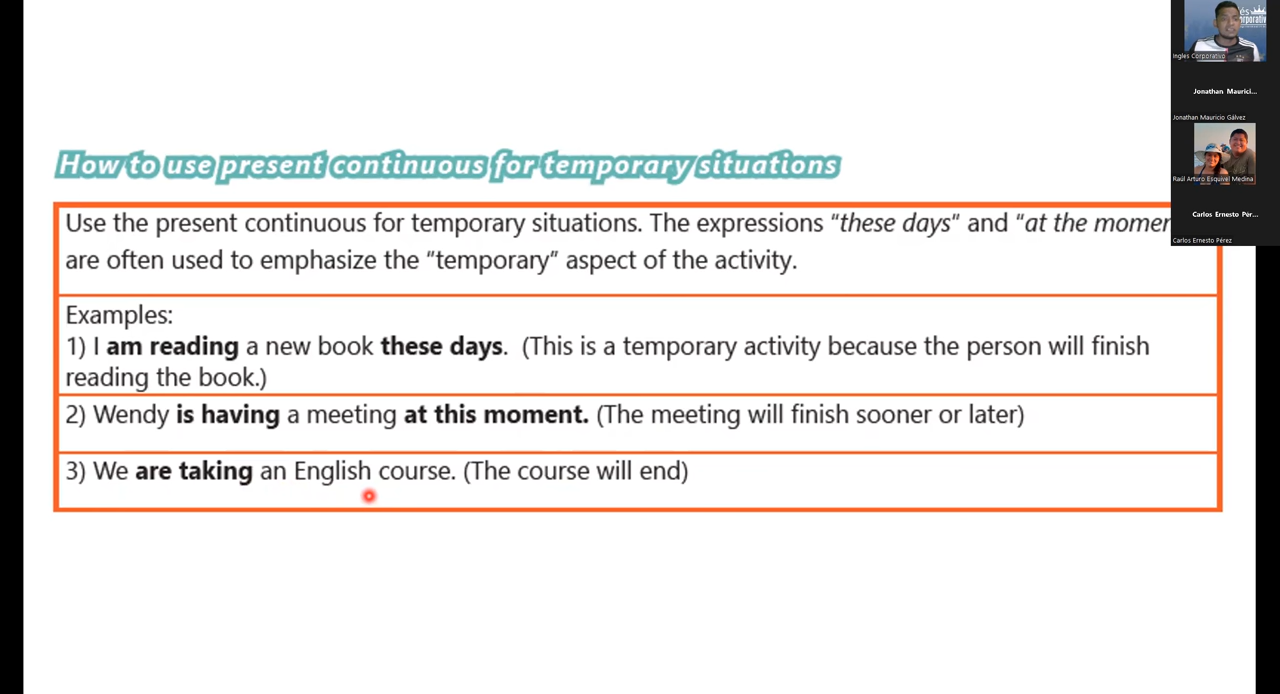 How to use present continuous for temporary situations
Use the present continuous for temporary situations. The expressions "these days" and "at the
are often used to emphasize the "temporary" aspect of the activity.
Examples:
1) I am reading a new book these days. (This is a temporary activity because the person will finish
reading the book.)
2) Wendy is having a meeting at this moment. (The meeting will finish sooner or later)
3) We are taking an English course. (The course will end)
Ingles Corporativo
Jonathan Maurici...
Jonathan Mauricio Gálvez
Raúl Arturo Esquivel Medina
Carlos Ernesto Pér...
Carlos Ernesto Pérez